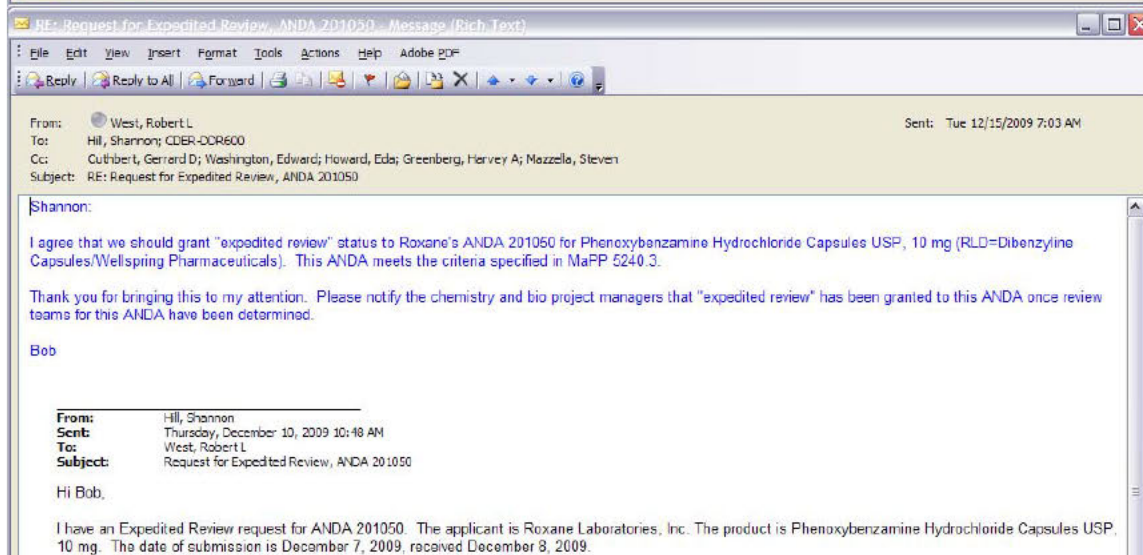 RE: Request for Expedited Review, ANDA 201050 - Message (Rich Text)
File Edit View Insert Format Tools Actions Help Adobe PDF
Reply Reply to All Forward
From: West, Robert L Sent: Tue 12/15/2009 7:03 AM
To: Hill, Shannon; CDER-DDR600
Cc: Cuthbert, Gerrard D; Washington, Edward; Howard, Eda; Greenberg, Harvey A; Mazzella, Steven
Subject: RE: Request for Expedited Review, ANDA 201050
Shannon:
I agree that we should grant "expedited review" status to Roxane's ANDA 201050 for Phenoxybenzamine Hydrochloride Capsules USP, 10 mg (RLD=Dibenzyline
Capsules/Wellspring Pharmaceuticals). This ANDA meets the criteria specified in MaPP 5240.3.
Thank you for bringing this to my attention. Please notify the chemistry and bio project managers that "expedited review" has been granted to this ANDA once review
teams for this ANDA have been determined.
Bob
From: Hill, Shannon
Sent: Thursday, December 10, 2009 10:48 AM
To: West, Robert L
Subject: Request for Expedited Review, ANDA 201050
Hi Bob,
I have an Expedited Review request for ANDA 201050. The applicant is Roxane Laboratories, Inc. The product is Phenoxybenzamine Hydrochloride Capsules USP,
10 mg. The date of submission is December 7, 2009, received December 8, 2009.